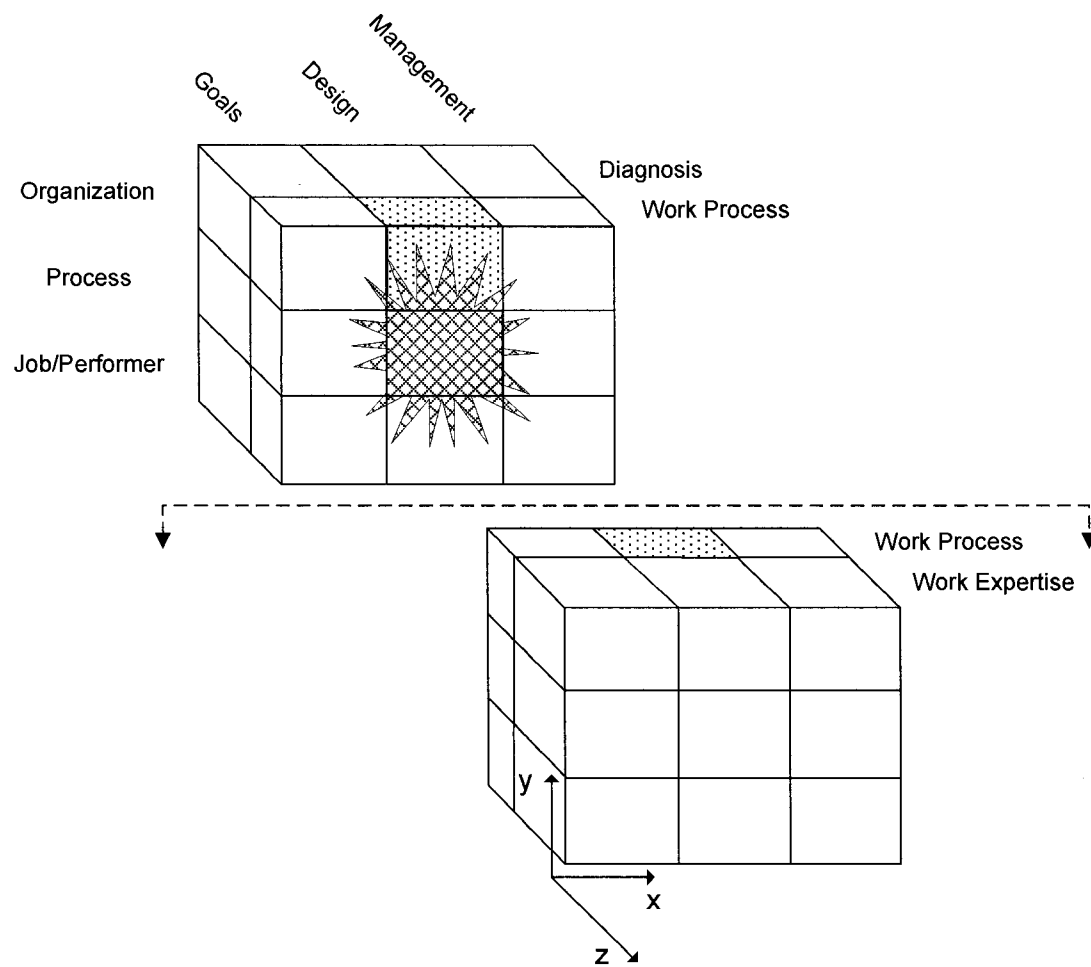 Goals
Design
Management
Organization
Process
Job/Performer
Diagnosis
Work Process
Work Process
Work Expertise
y
x
z